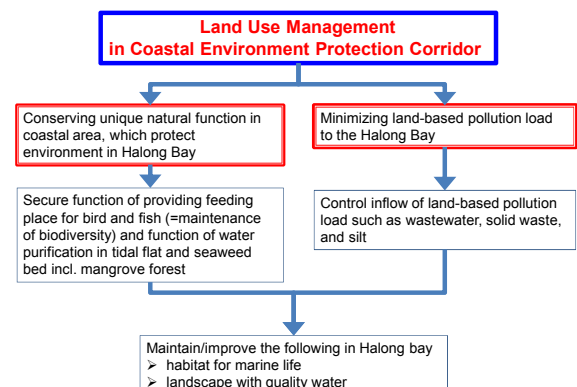 Land Use Management
in Coastal Environment Protection Corridor
Conserving unique natural function in
coastal area, which protect
environment in Halong Bay
Minimizing land-based pollution load
to the Halong Bay
Secure function of providing feeding
place for bird and fish (=maintenance
of biodiversity) and function of water
purification in tidal flat and seaweed
bed incl. mangrove forest
Control inflow of land-based pollution
load such as wastewater, solid waste,
and silt
Maintain/improve the following in Halong bay
➢ habitat for marine life
➢ landscape with quality water